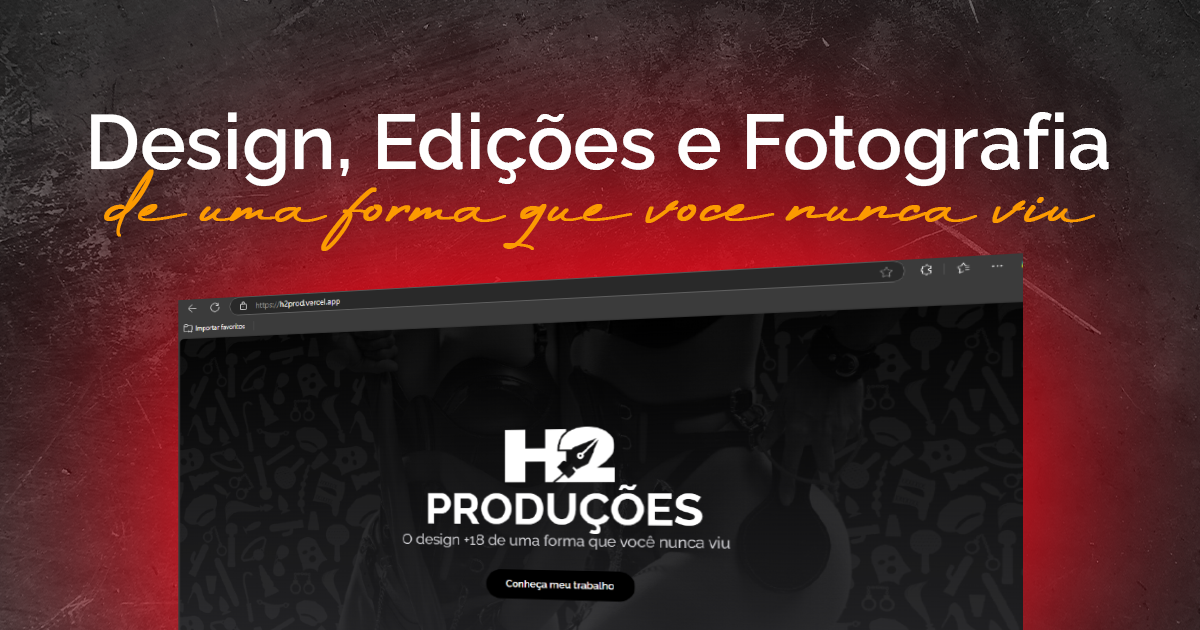 Design, Edições e Fotografia
de uma forma que voce nunca viu
https://h2prod.vercel.app
Importar favoritos
H2
PRODUÇÕES
O design +18 de uma forma que você nunca viu
Conheça meu trabalho